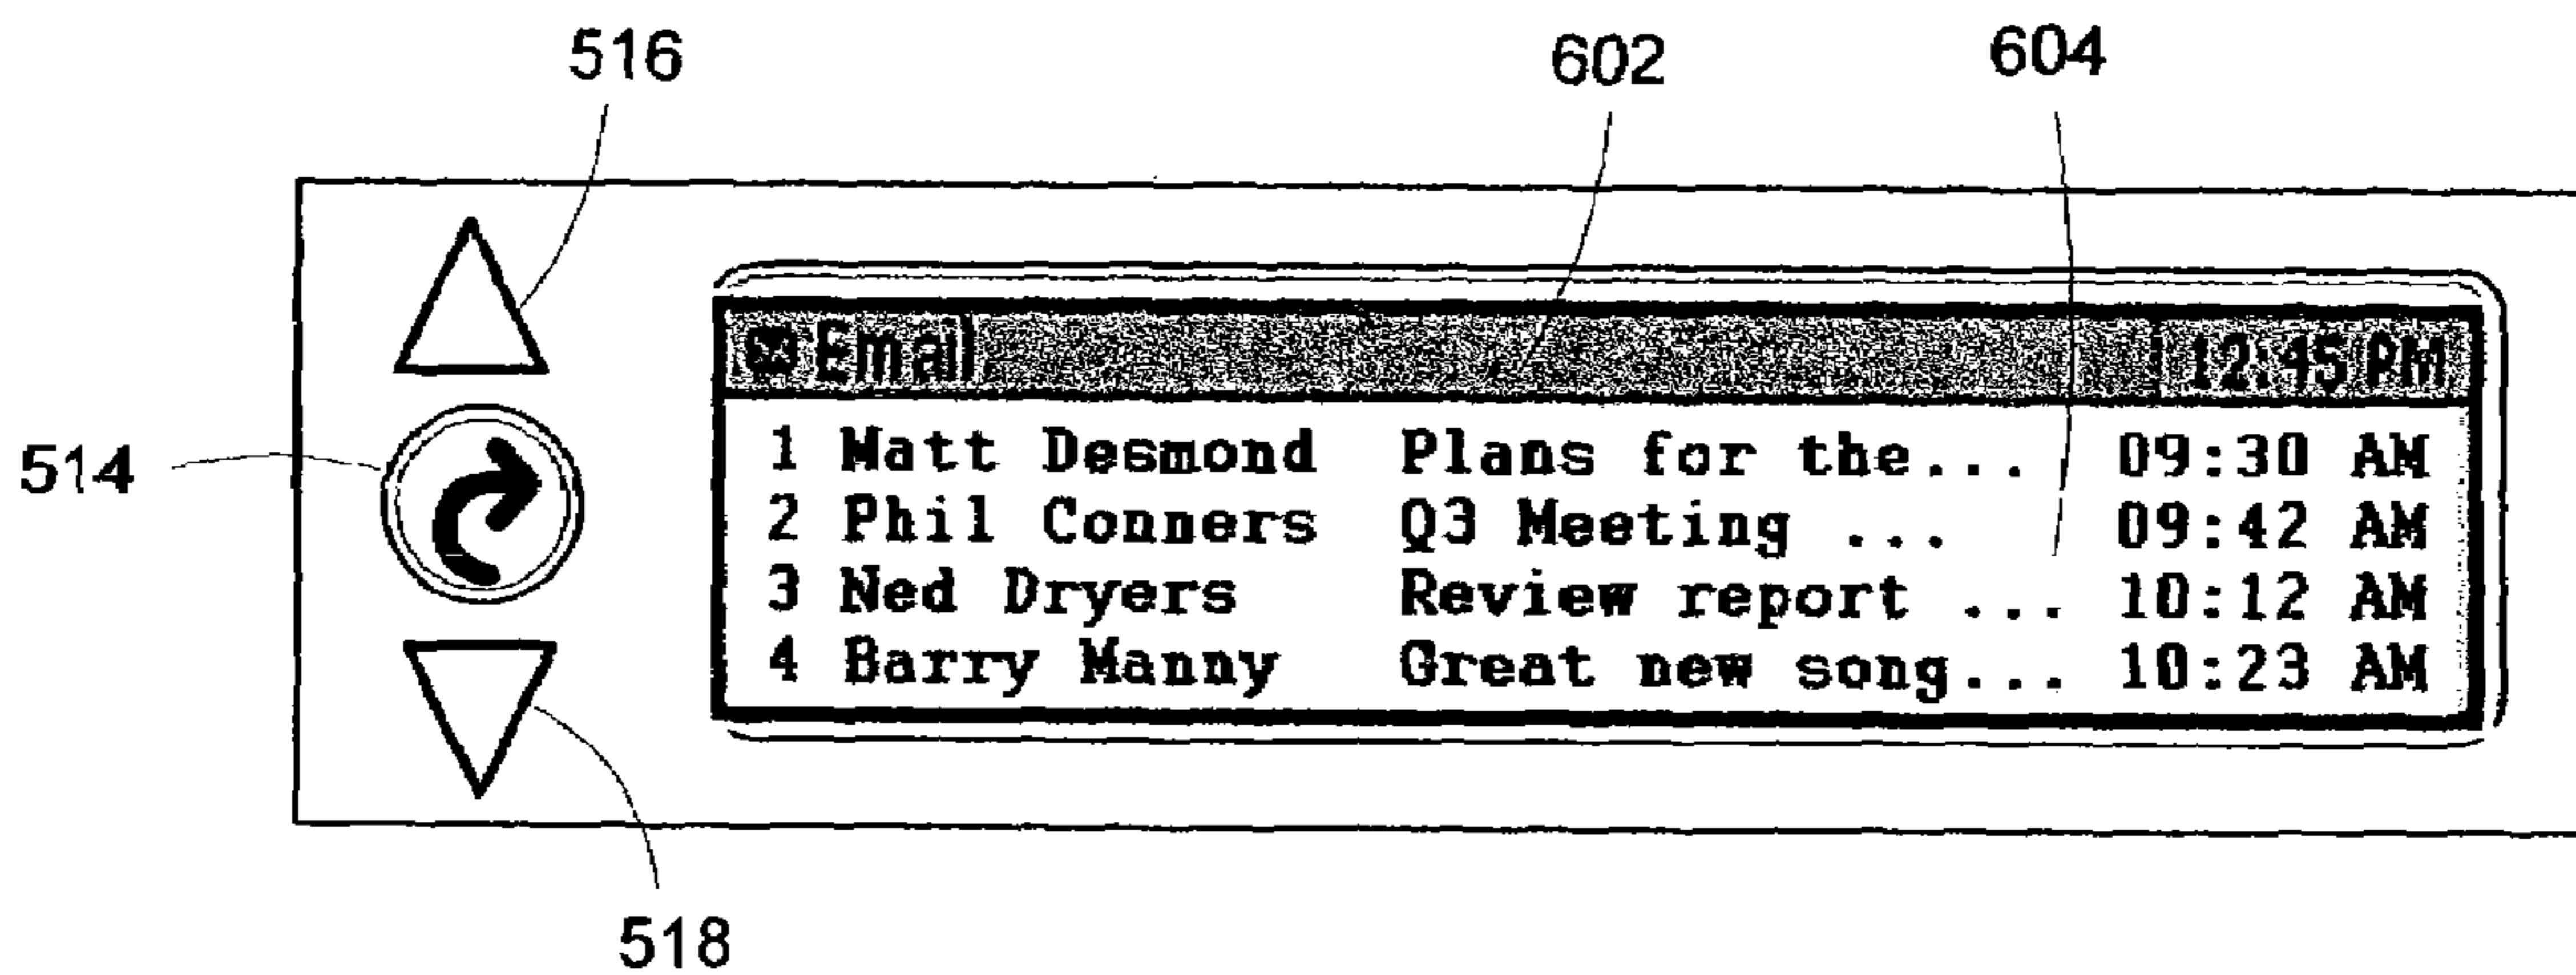 516 602 604
Email 12:45 PM
1 Matt Desmond Plans for the... 09:30 AM
514
2 Phil Conners Q3 Meeting ... 09:42 AM
3 Ned Dryers Review report ... 10:12 AM
4 Barry Manny Great new song... 10:23 AM
518